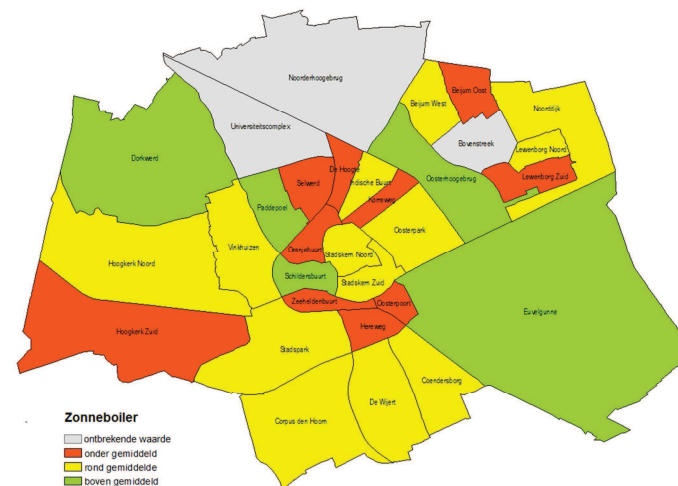 Noorderhoogebrug
Beijum Oost
Beijum West
Noorddijk
Universiteitscomplex
Bovenstreek
Lewenborg Noord
Dorkwerd
De Hoogte
Selwerd
Indische Buurt
Oosterhoogebrug
Lewenborg Zuid
Korreweg
Paddepoel
Oosterpark
Vinkhuizen
Oranjebuurt
Stadskern Noord
Hoogkerk Noord
Schildersbuurt
Stadskern Zuid
Zeeheldenbuurt
Oosterpoort
Euvelgunne
Hoogkerk Zuid
Hereweg
Stadspark
Coendersborg
De Wijert
Corpus den Hoorn
Zonneboiler
ontbrekende waarde
onder gemiddeld
rond gemiddelde
boven gemiddeld